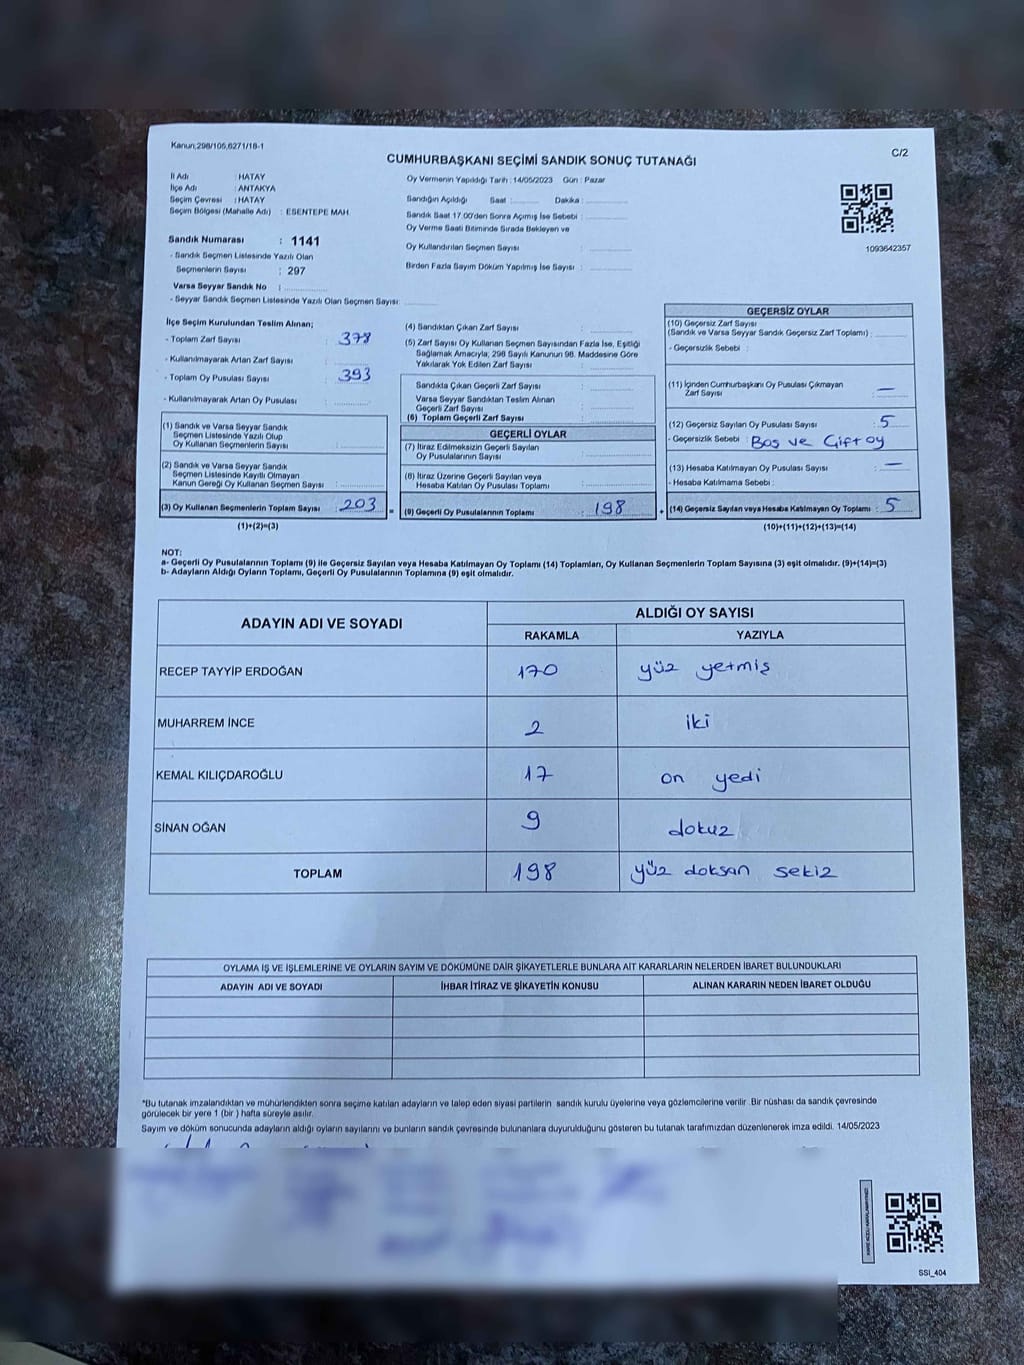 Kanun;298/105,6271/18-1
CUMHURBAŞKANI SEÇİMİ SANDIK SONUÇ TUTANAĞI
C/2
İl Adı : HATAY
İlçe Adı : ANTAKYA
Seçim Çevresi : HATAY
Seçim Bölgesi (Mahalle Adı) : ESENTEPE MAH.
Sandık Numarası : 1141
- Sandık Seçmen Listesinde Yazılı Olan
Seçmenlerin Sayısı : 297
Varsa Seyyar Sandık No :
- Seyyar Sandık Seçmen Listesinde Yazılı Olan Seçmen Sayısı:
Oy Vermenin Yapıldığı Tarih : 14/05/2023 Gün : Pazar
Sandığın Açıldığı Saat : Dakika :
Sandık Saat 17.00'den Sonra Açımış İse Sebebi :
Oy Verme Saati Bitiminde Sırada Bekleyen ve
Oy Kullandırılan Seçmen Sayısı :
Birden Fazla Sayım Döküm Yapılmış İse Sayısı :
1093642357
İlçe Seçim Kurulundan Teslim Alınan;
- Toplam Zarf Sayısı : 378
- Kullanılmayarak Artan Zarf Sayısı :
- Toplam Oy Pusulası Sayısı : 393
- Kullanılmayarak Artan Oy Pusulası :
(1) Sandık ve Varsa Seyyar Sandık
Seçmen Listesinde Yazılı Olup
Oy Kullanan Seçmenlerin Sayısı :
(2) Sandık ve Varsa Seyyar Sandık
Seçmen Listesinde Kayıtlı Olmayan
Kanun Gereği Oy Kullanan Seçmen Sayısı :
(3) Oy Kullanan Seçmenlerin Toplam Sayısı : 203 =
(1)+(2)=(3)
(4) Sandıktan Çıkan Zarf Sayısı :
(5) Zarf Sayısı Oy Kullanan Seçmen Sayısından Fazla İse, Eşitliği
Sağlamak Amacıyla; 298 Sayılı Kanunun 98. Maddesine Göre
Yakılarak Yok Edilen Zarf Sayısı :
Sandıkta Çıkan Geçerli Zarf Sayısı :
Varsa Seyyar Sandıktan Teslim Alınan
Geçerli Zarf Sayısı :
(6) Toplam Geçerli Zarf Sayısı :
GEÇERLİ OYLAR
(7) İtiraz Edilmeksizin Geçerli Sayılan
Oy Pusulalarının Sayısı :
(8) İtiraz Üzerine Geçerli Sayılan veya
Hesaba Katılan Oy Pusulası Toplamı :
(9) Geçerli Oy Pusulalarının Toplamı : 198 +
GEÇERSİZ OYLAR
(10) Geçersiz Zarf Sayısı
(Sandık ve Varsa Seyyar Sandık Geçersiz Zarf Toplamı) :
- Geçersizlik Sebebi :
(11) İçinden Cumhurbaşkanı Oy Pusulası Çıkmayan
Zarf Sayısı : —
(12) Geçersiz Sayılan Oy Pusulası Sayısı : 5
- Geçersizlik Sebebi : Boş ve Çift oy
(13) Hesaba Katılmayan Oy Pusulası Sayısı : —
- Hesaba Katılmama Sebebi :
(14) Geçersiz Sayılan veya Hesaba Katılmayan Oy Toplamı : 5
(10)+(11)+(12)+(13)=(14)
NOT:
a- Geçerli Oy Pusulalarının Toplamı (9) ile Geçersiz Sayılan veya Hesaba Katılmayan Oy Toplamı (14) Toplamları, Oy Kullanan Seçmenlerin Toplam Sayısına (3) eşit olmalıdır. (9)+(14)=(3)
b- Adayların Aldığı Oyların Toplamı, Geçerli Oy Pusulalarının Toplamına (9) eşit olmalıdır.
ADAYIN ADI VE SOYADI
ALDIĞI OY SAYISI
RAKAMLA YAZIYLA
RECEP TAYYİP ERDOĞAN 170 yüz yetmiş
MUHARREM İNCE 2 iki
KEMAL KILIÇDAROĞLU 17 on yedi
SİNAN OĞAN 9 dokuz
TOPLAM 198 yüz doksan sekiz
OYLAMA İŞ VE İŞLEMLERİNE VE OYLARIN SAYIM VE DÖKÜMÜNE DAİR ŞİKAYETLERLE BUNLARA AİT KARARLARIN NELERDEN İBARET BULUNDUKLARI
ADAYIN ADI VE SOYADI İHBAR İTİRAZ VE ŞİKAYETİN KONUSU ALINAN KARARIN NEDEN İBARET OLDUĞU
*Bu tutanak imzalandıktan ve mühürlendikten sonra seçime katılan adayların ve talep eden siyasi partilerin sandık kurulu üyelerine veya gözlemcilerine verilir .Bir nüshası da sandık çevresinde
görülecek bir yere 1 (bir ) hafta süreyle asılır.
Sayım ve döküm sonucunda adayların aldığı oyların sayılarını ve bunların sandık çevresinde bulunanlara duyurulduğunu gösteren bu tutanak tarafımızdan düzenlenerek imza edildi. 14/05/2023
SSİ_404